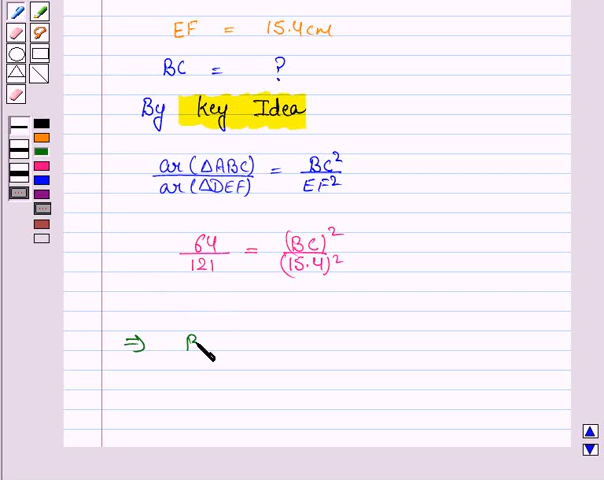 EF = 15.4cm
BC = ?
By Key Idea
ar(△ABC)/ar(△DEF) = BC²/EF²
64/121 = (BC)²/(15.4)²
⇒ B